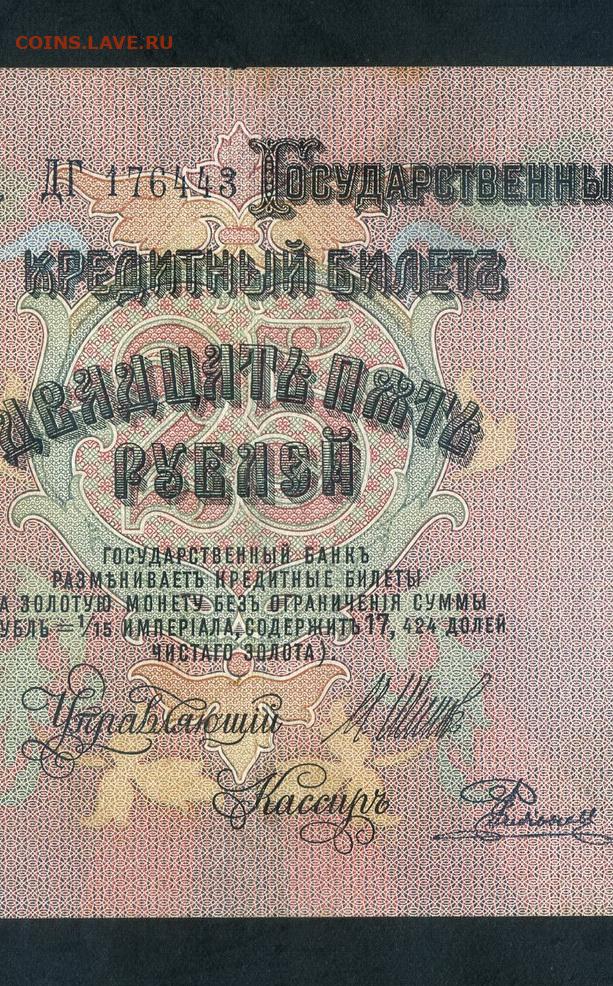 COINS.LAVE.RU
ДГ 176443 ГОСУДАРСТВЕННЫ
КРЕДИТНЫЙ БИЛЕТЪ
25
ДВАДЦАТЬ ПЯТЬ
РУБЛЕЙ
ГОСУДАРСТВЕННЫЙ БАНКЪ
РАЗМѢНИВАЕТЪ КРЕДИТНЫЕ БИЛЕТЫ
А ЗОЛОТУЮ МОНЕТУ БЕЗЪ ОГРАНИЧЕНІЯ СУММЫ
УБЛЬ = 1/15 ИМПЕРІАЛА, СОДЕРЖИТЪ 17, 424 ДОЛЕЙ
ЧИСТАГО ЗОЛОТА).
Управляющій
Кассиръ